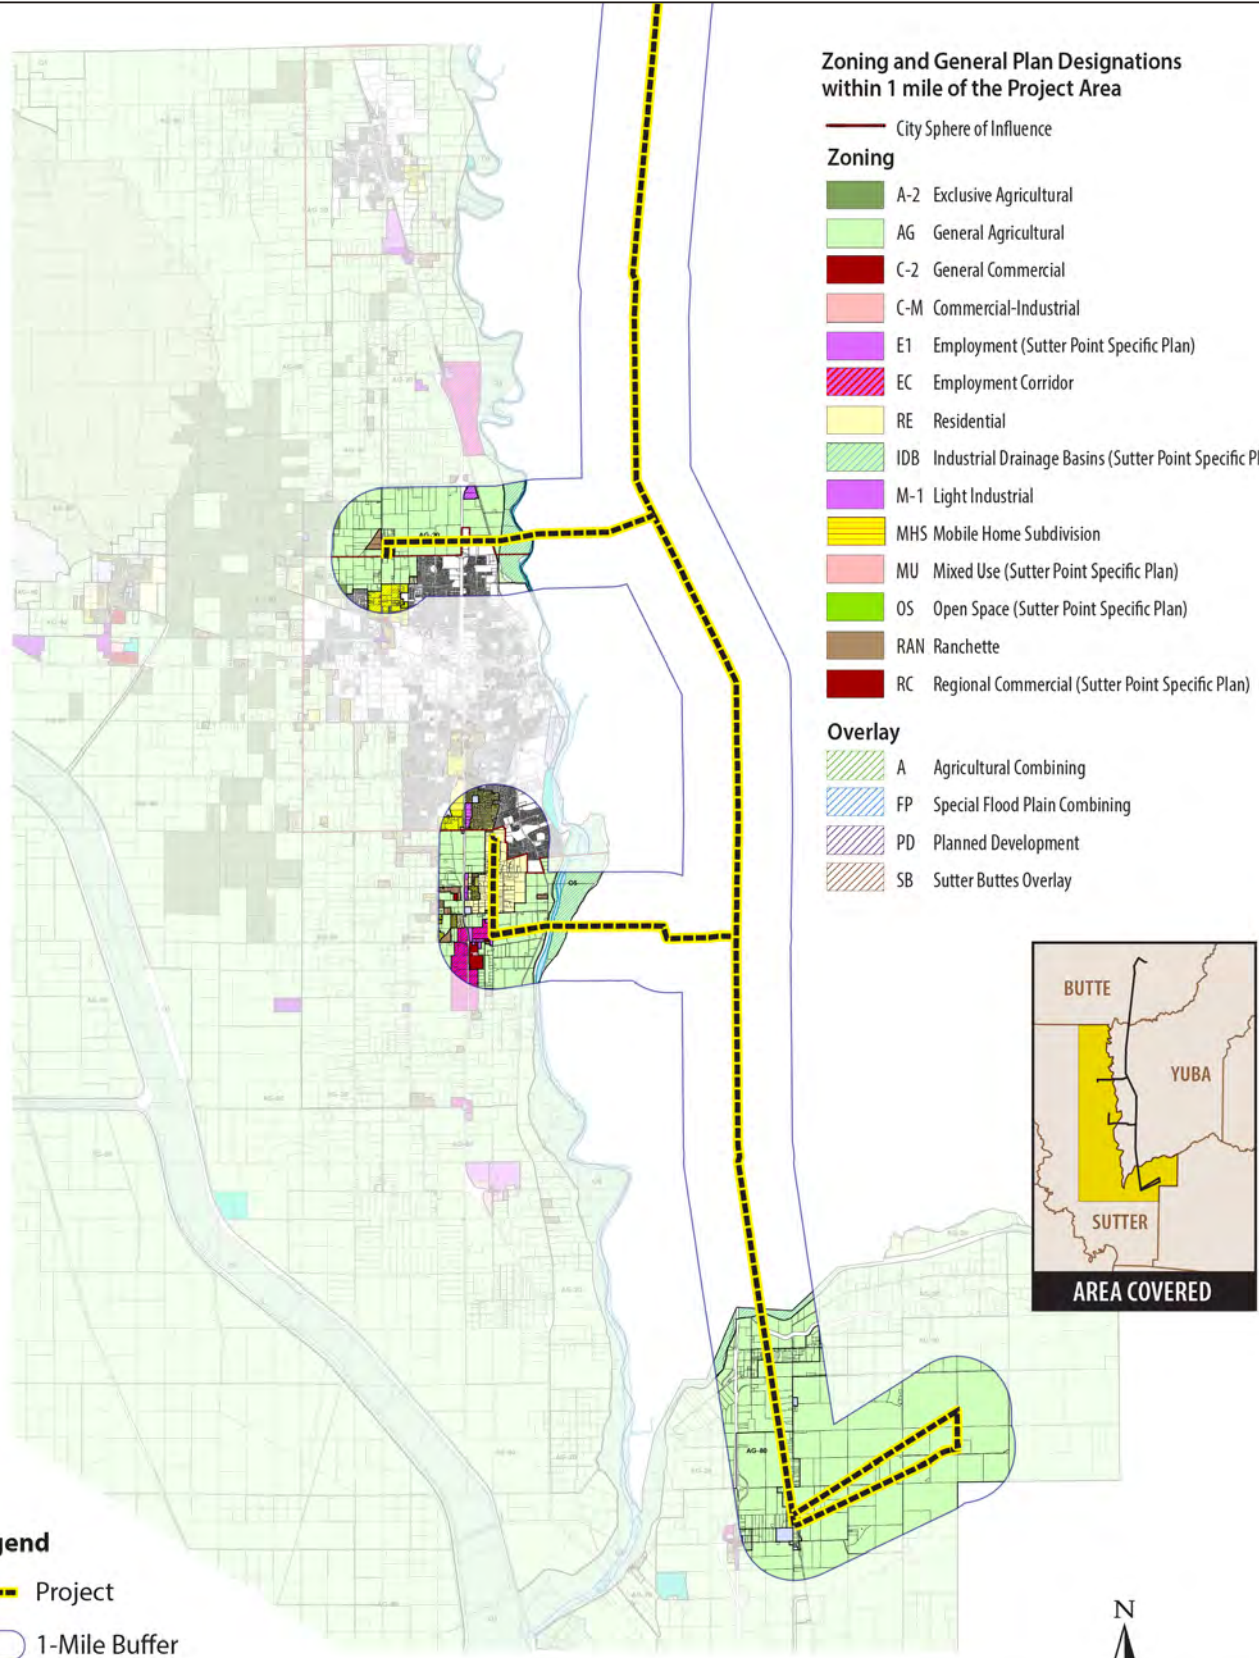 Zoning and General Plan Designations
within 1 mile of the Project Area
City Sphere of Influence
Zoning
A-2 Exclusive Agricultural
AG General Agricultural
C-2 General Commercial
C-M Commercial-Industrial
E1 Employment (Sutter Point Specific Plan)
EC Employment Corridor
RE Residential
IDB Industrial Drainage Basins (Sutter Point Specific Pl
M-1 Light Industrial
MHS Mobile Home Subdivision
MU Mixed Use (Sutter Point Specific Plan)
OS Open Space (Sutter Point Specific Plan)
RAN Ranchette
RC Regional Commercial (Sutter Point Specific Plan)
Overlay
A Agricultural Combining
FP Special Flood Plain Combining
PD Planned Development
SB Sutter Buttes Overlay
OS
BUTTE
YUBA
SUTTER
AREA COVERED
AG-80
gend
Project
1-Mile Buffer
N